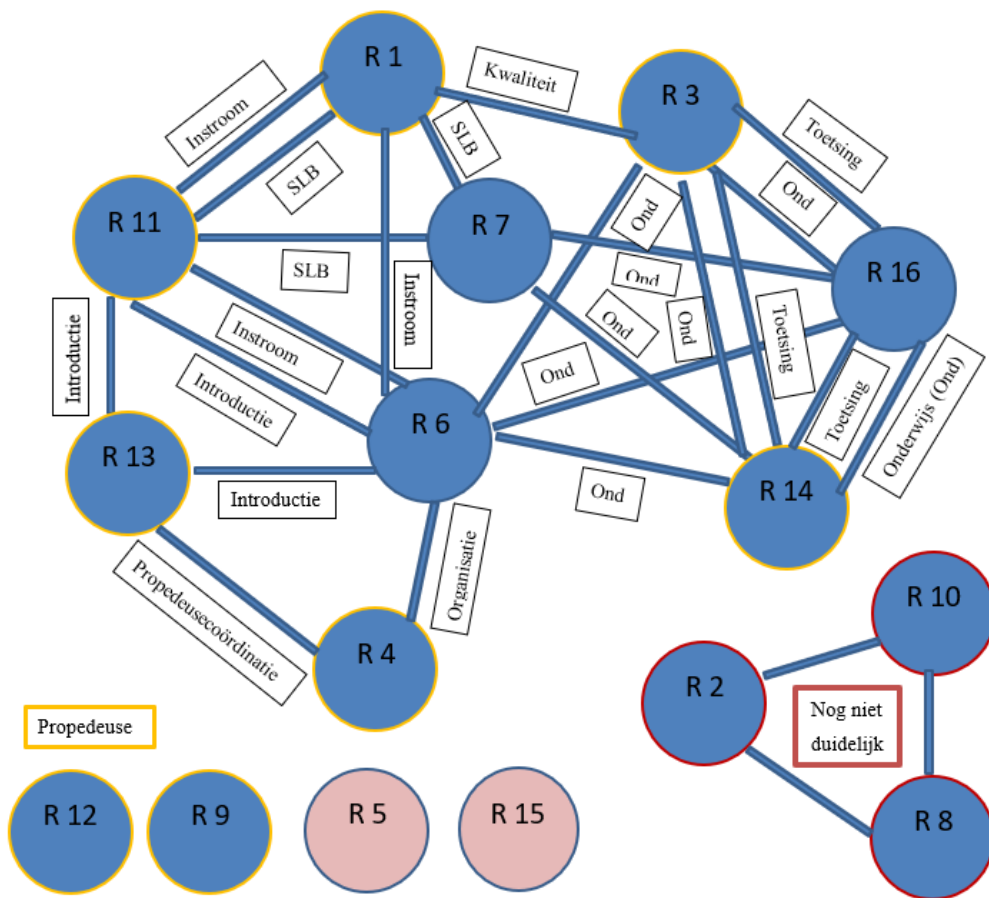 R 1
Kwaliteit
R 3
Instroom
SLB
SLB
Toetsing
Ond
Ond
R 11
R 7
R 16
SLB
Instroom
Ond
Ond
Ond
Toetsing
Instroom
Introductie
Introductie
Ond
Toetsing
Onderwijs (Ond)
R 6
R 13
Introductie
Ond
R 14
Propedeusecoördinatie
Organisatie
R 4
R 10
R 2
Nog niet
duidelijk
Propedeuse
R 12
R 9
R 5
R 15
R 8